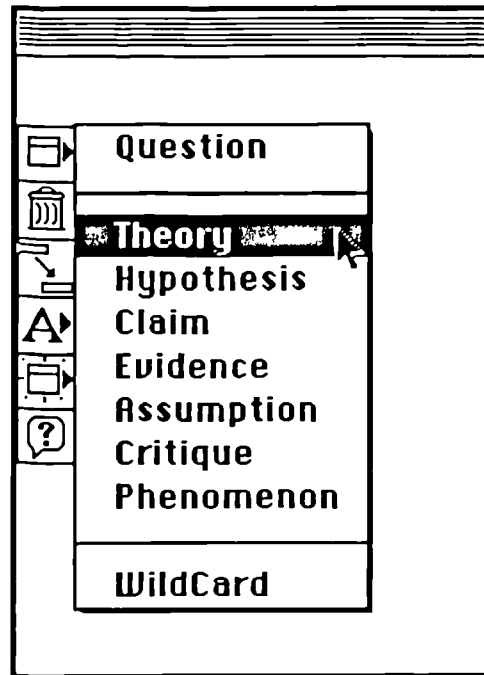 Question
Theory
Hypothesis
Claim
A
Evidence
Assumption
?
Critique
Phenomenon
WildCard